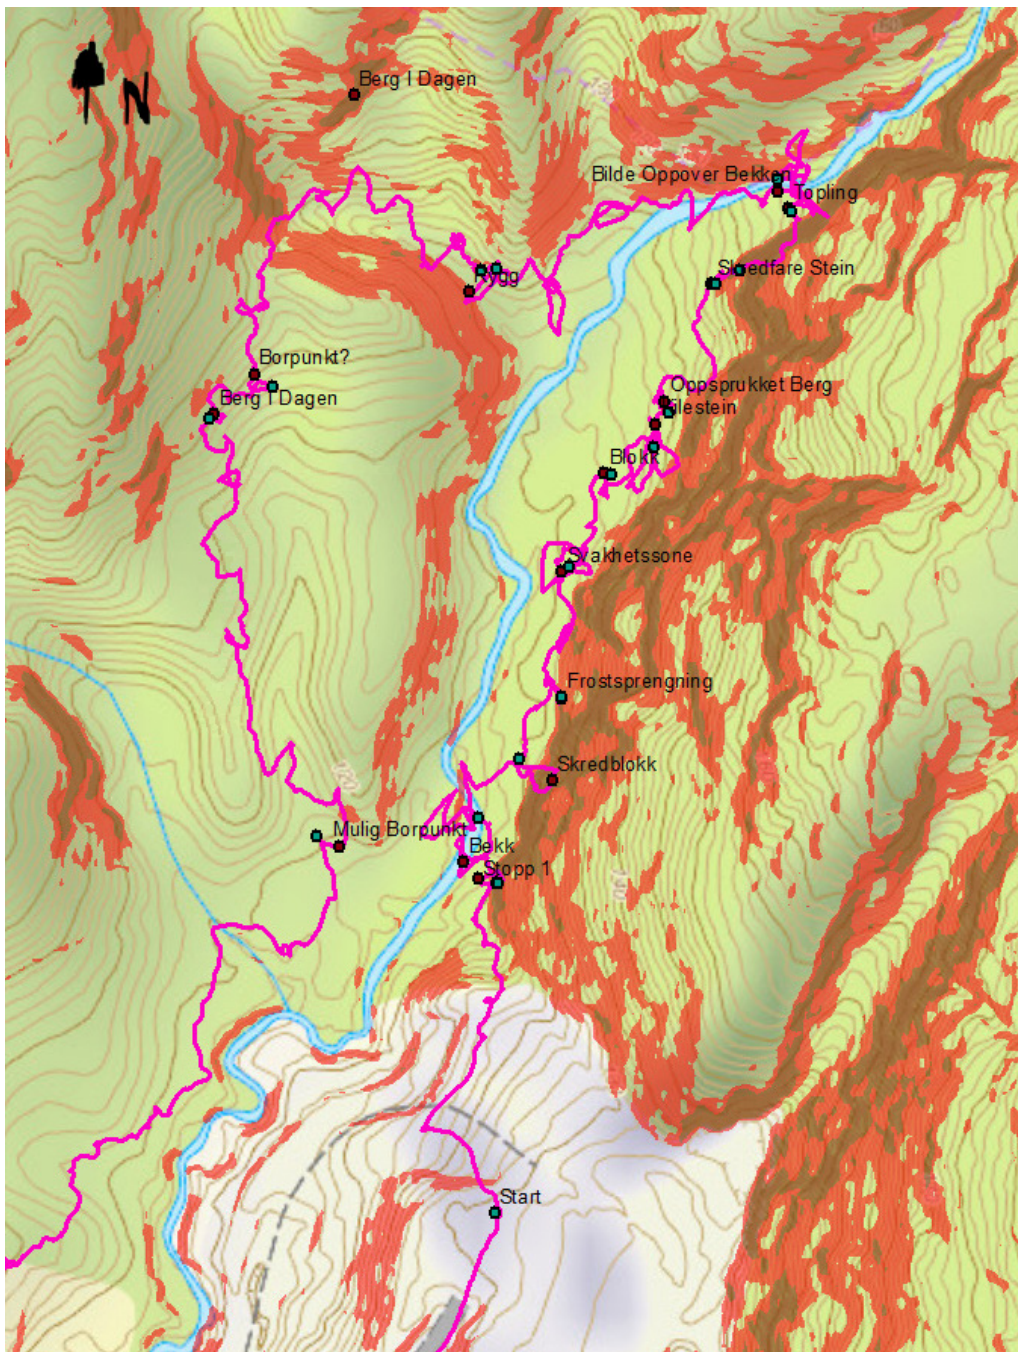 N
Berg I Dagen
Bilde Oppover Bekken
Topling
Skredfare Stein
Borpunkt?
Berg I Dagen
Oppsprukket Berg
Blokk
Svakhetssone
Frostsprengning
Skredblokk
120
Mulig Borpunkt
Bekk
Stopp 1
Start